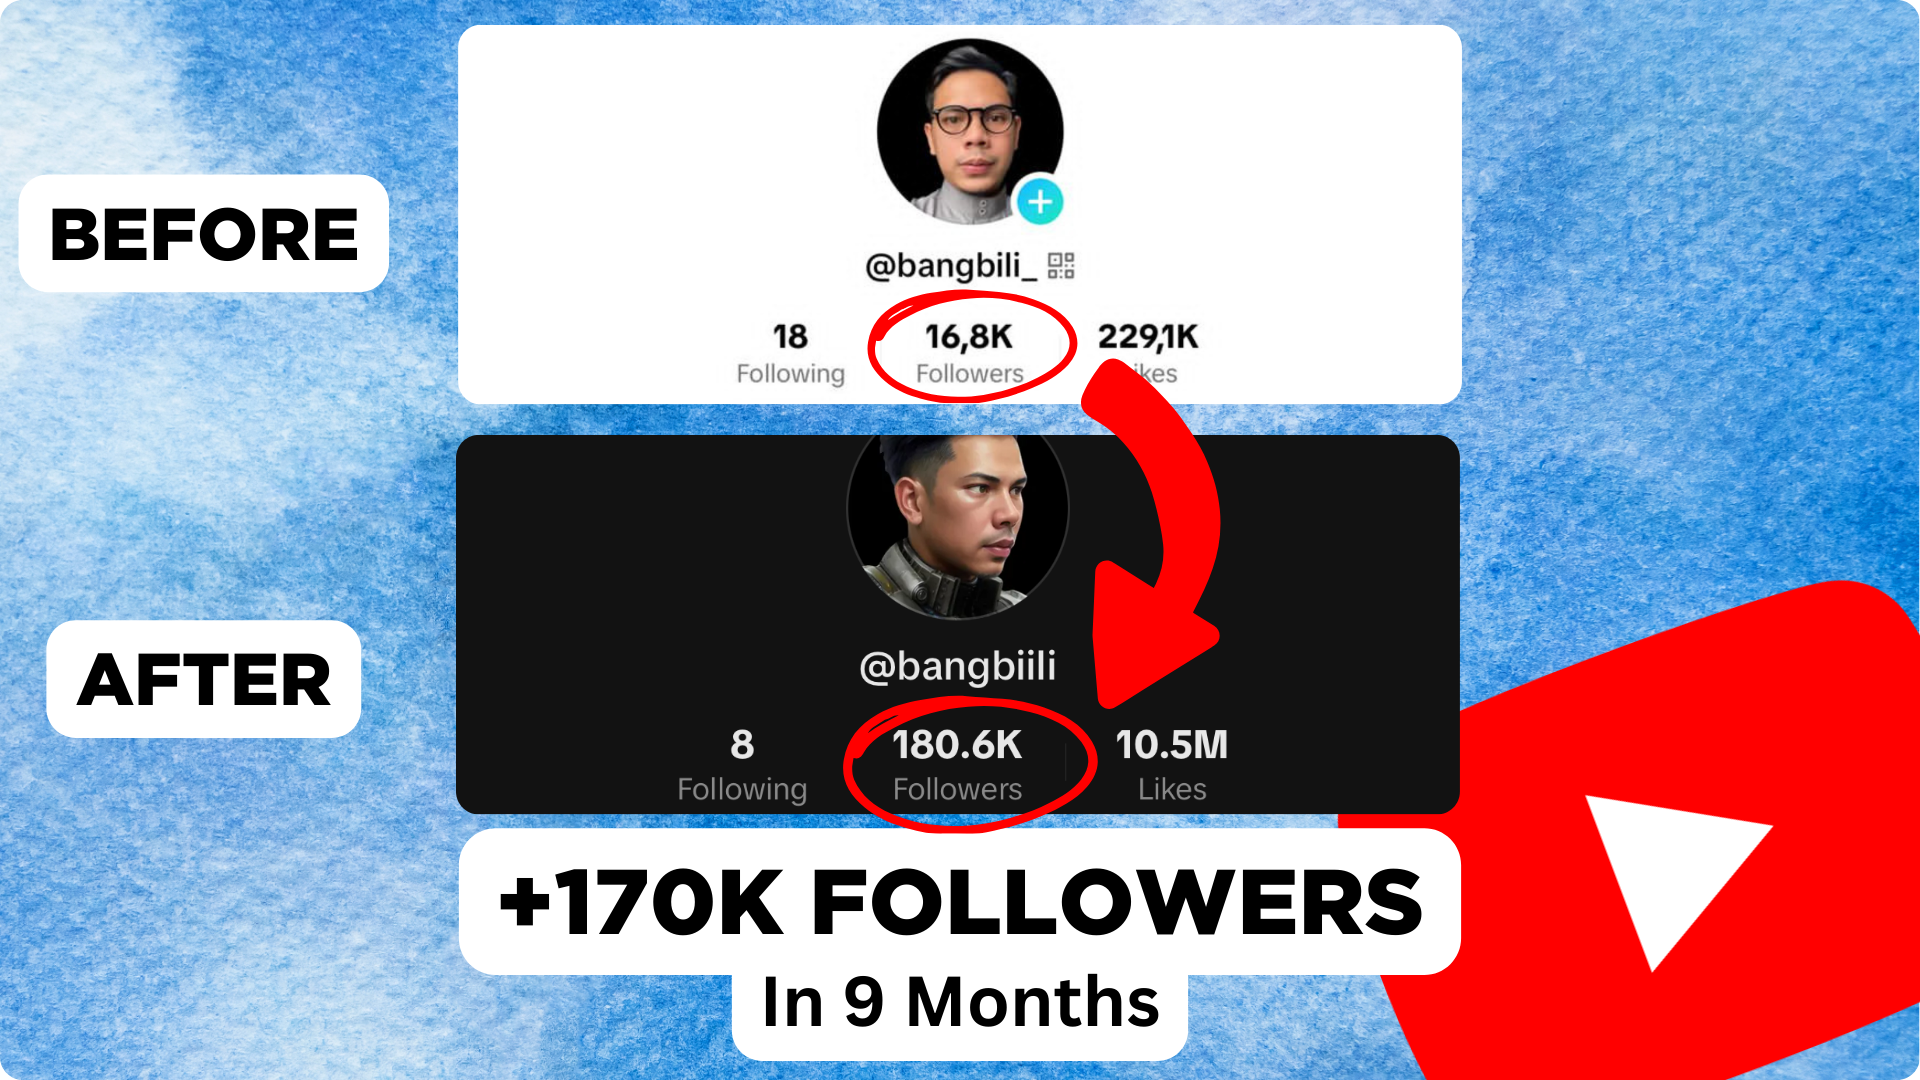 BEFORE
@bangbili_
18 16,8K 229,1K
Following Followers ikes
AFTER
@bangbiili
8 180.6K 10.5M
Following Followers Likes
+170K FOLLOWERS
In 9 Months